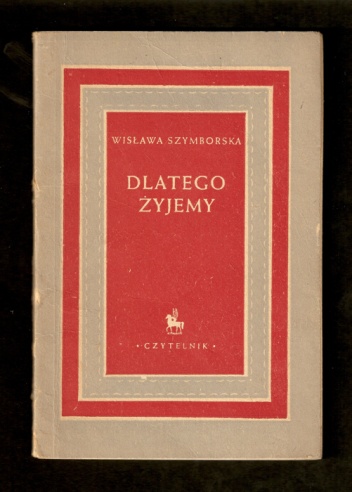 WISŁAWA SZYMBORSKA
DLATEGO
ŻYJEMY
• CZYTELNIK •